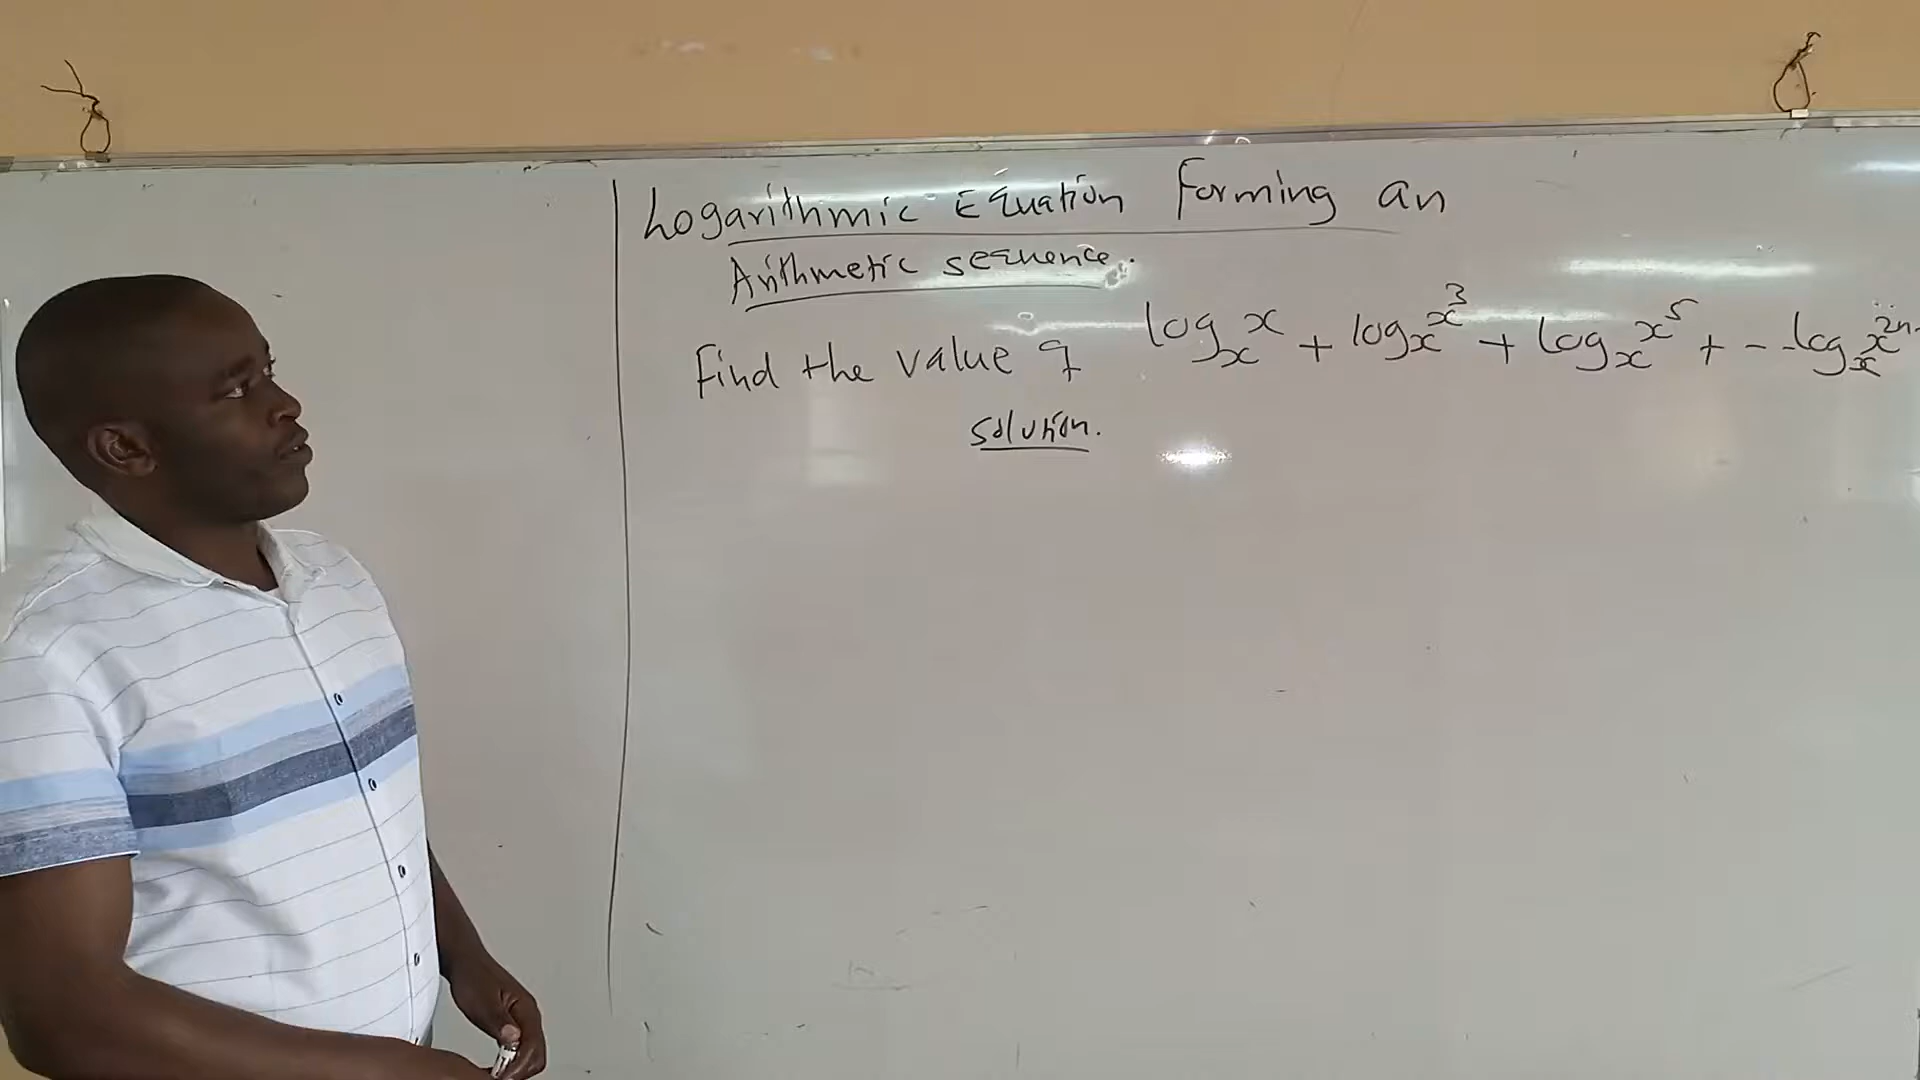 Logarithmic Equation Forming an
Arithmetic sequence.
Find the value of log_x x + log_x x^3 + log_x x^5 + - - log_x x^2n-
solution.